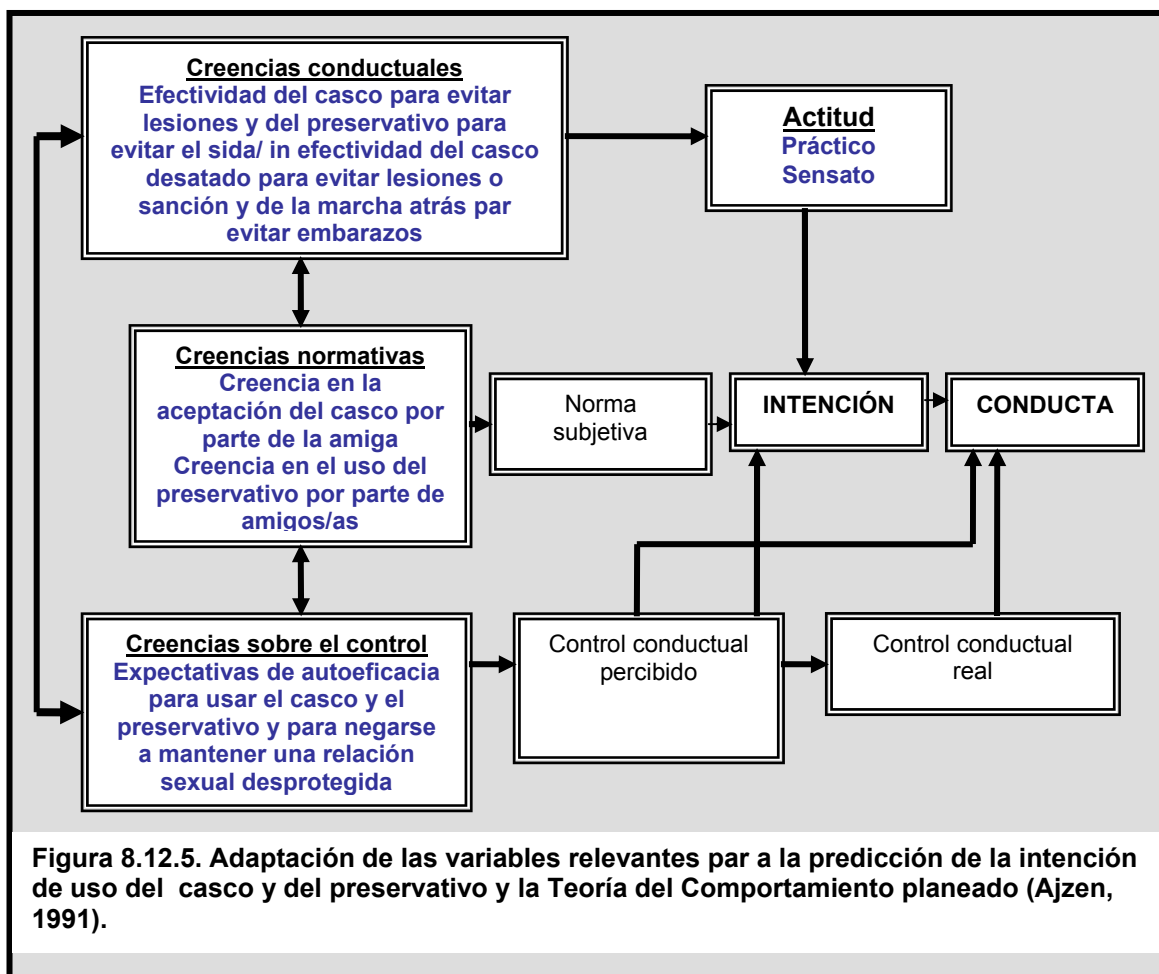 Creencias conductuales
Efectividad del casco para evitar
lesiones y del preservativo para
evitar el sida/ in efectividad del casco
desatado para evitar lesiones o
sanción y de la marcha atrás par
evitar embarazos
Actitud
Práctico
Sensato
Creencias normativas
Creencia en la
aceptación del casco por
parte de la amiga
Creencia en el uso del
preservativo por parte de
amigos/as
Norma
subjetiva
INTENCIÓN
CONDUCTA
Creencias sobre el control
Expectativas de autoeficacia
para usar el casco y el
preservativo y para negarse
a mantener una relación
sexual desprotegida
Control conductual
percibido
Control conductual
real
Figura 8.12.5. Adaptación de las variables relevantes par a la predicción de la intención
de uso del casco y del preservativo y la Teoría del Comportamiento planeado (Ajzen,
1991).